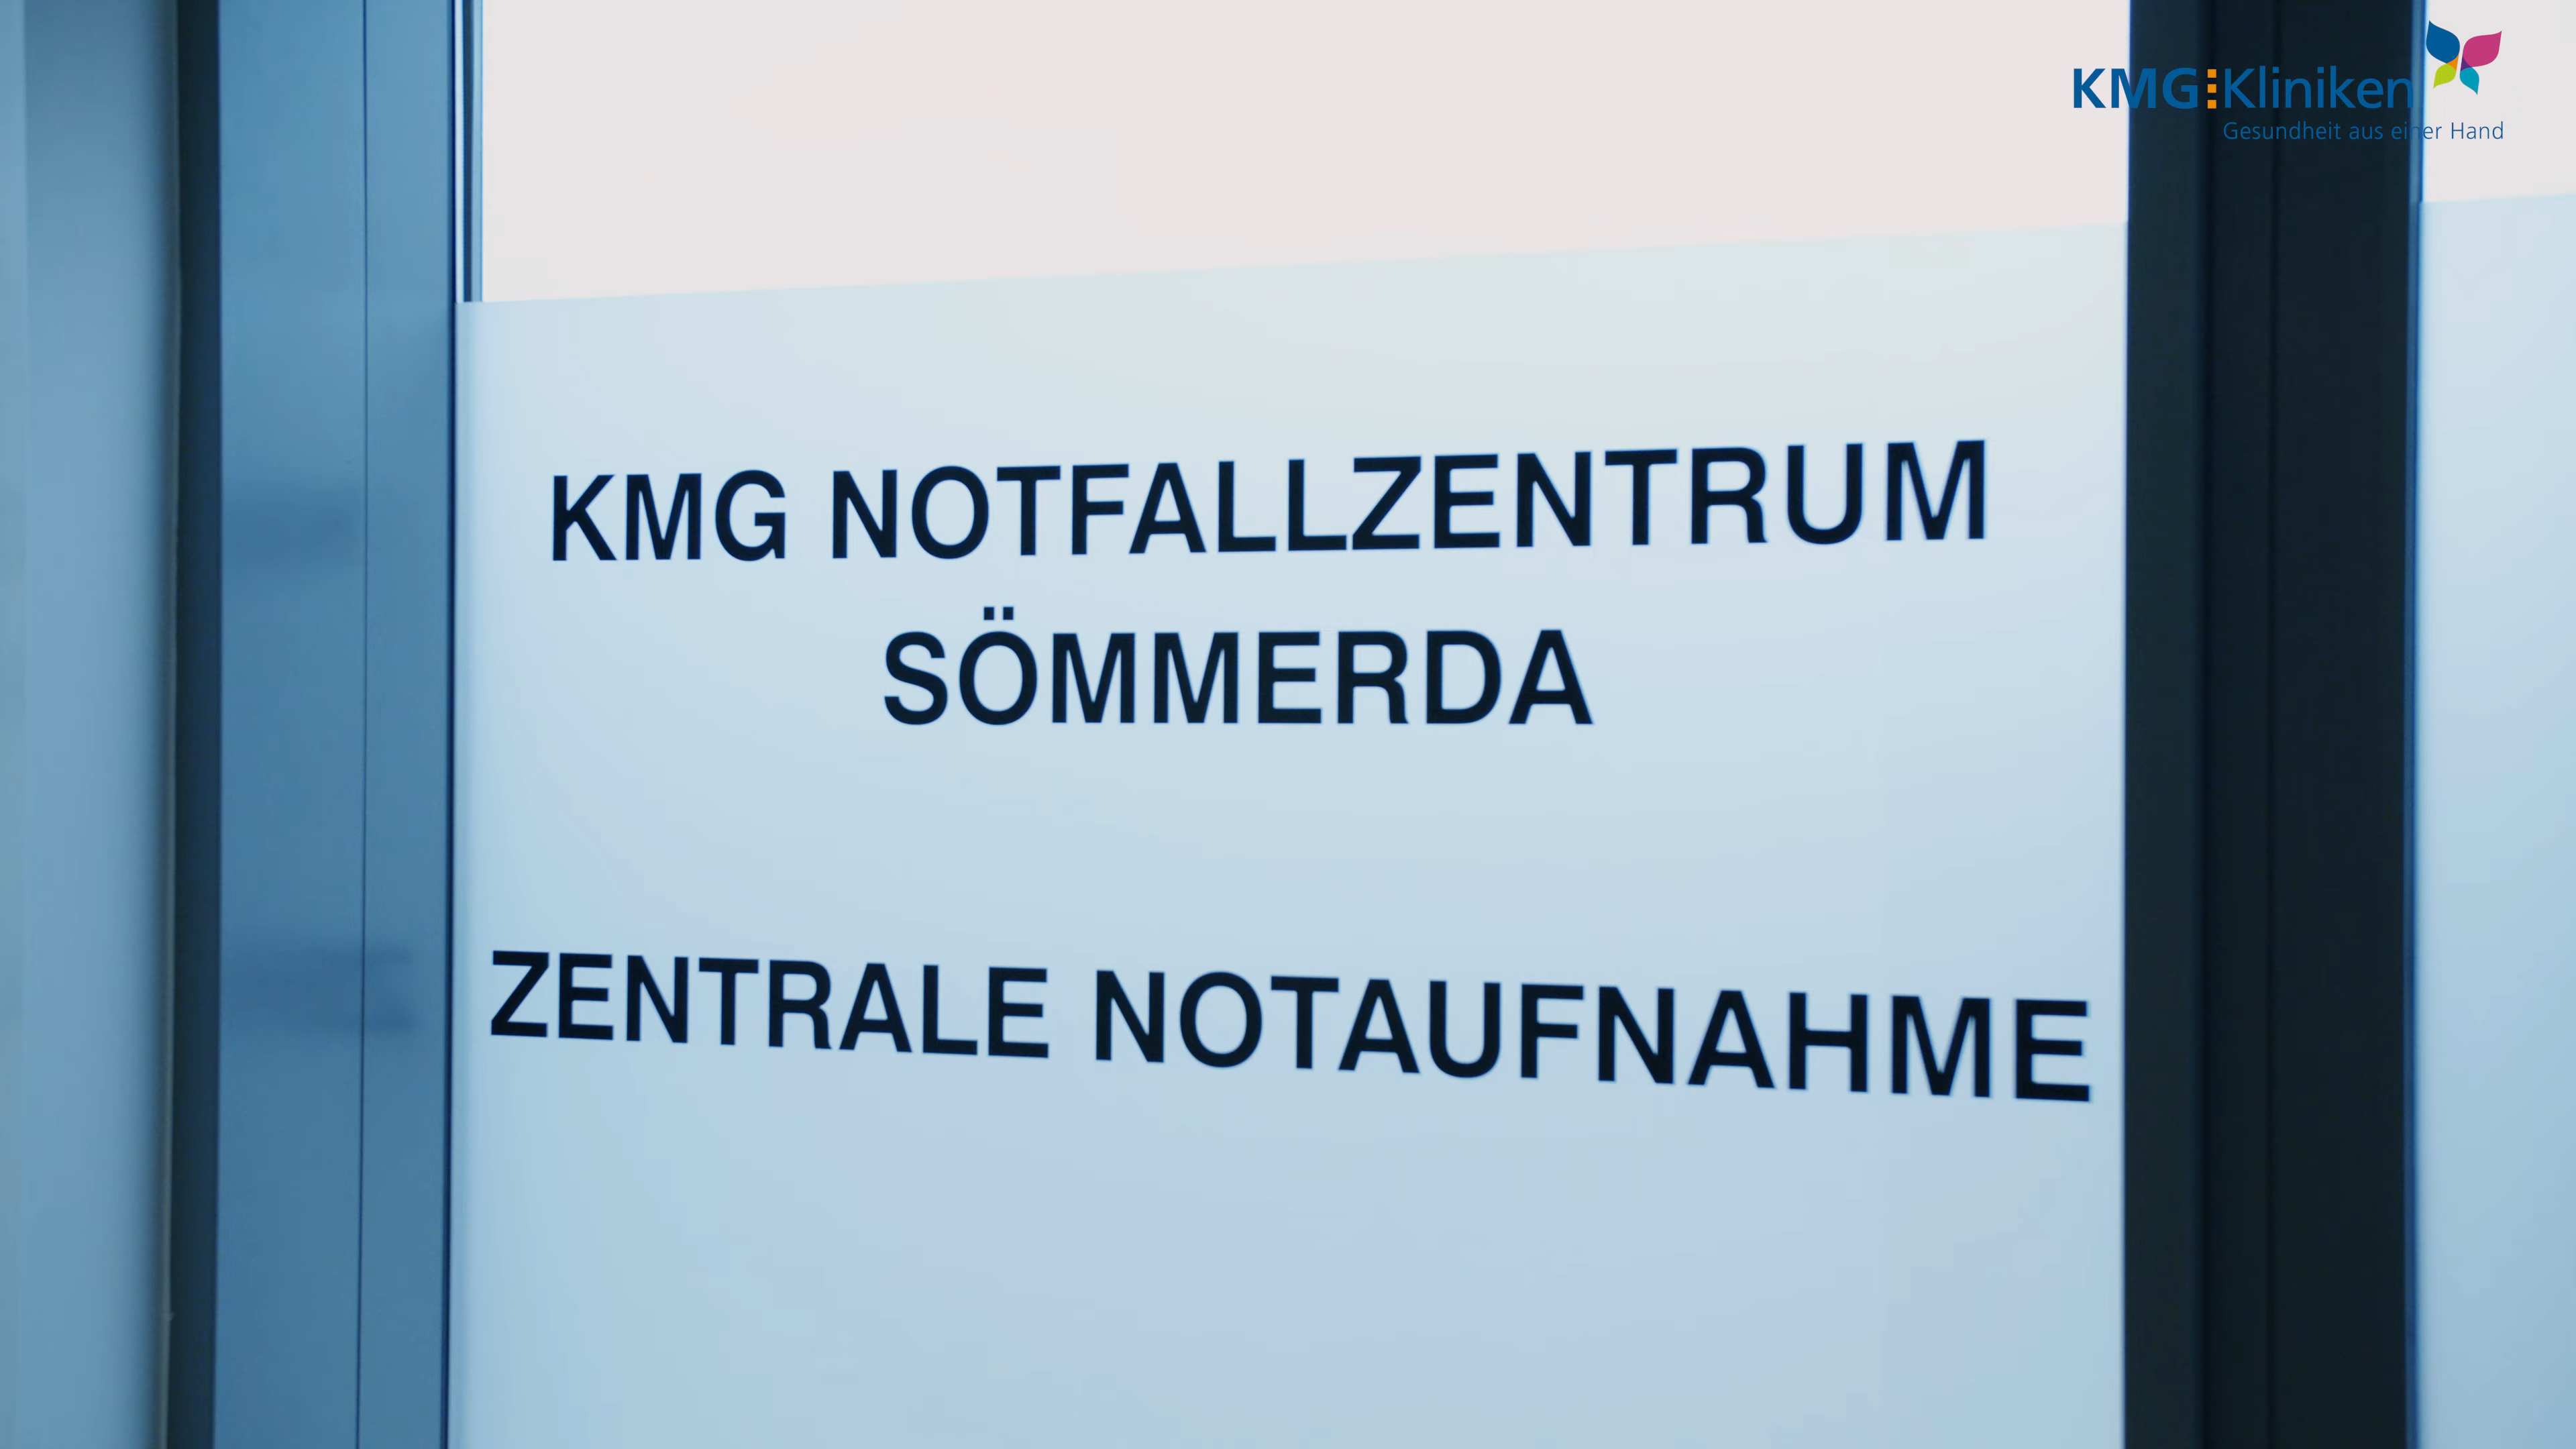 KMG Kliniken
Gesundheit aus einer Hand
KMG NOTFALLZENTRUM
SÖMMERDA
ZENTRALE NOTAUFNAHME